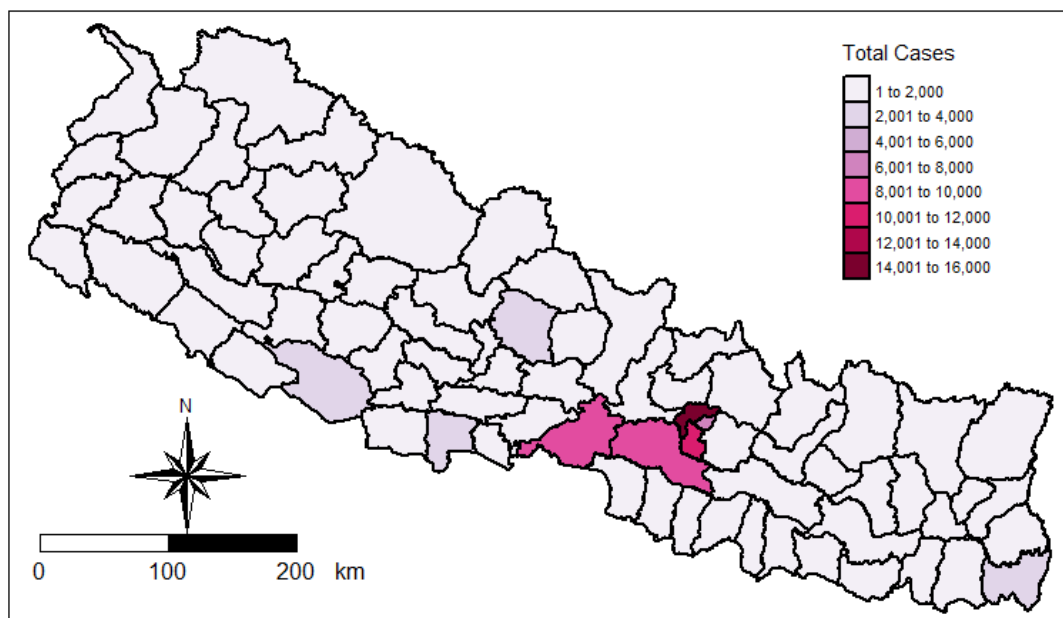 Total Cases
1 to 2,000
2,001 to 4,000
4,001 to 6,000
6,001 to 8,000
8,001 to 10,000
10,001 to 12,000
12,001 to 14,000
14,001 to 16,000
N
0 100 200 km